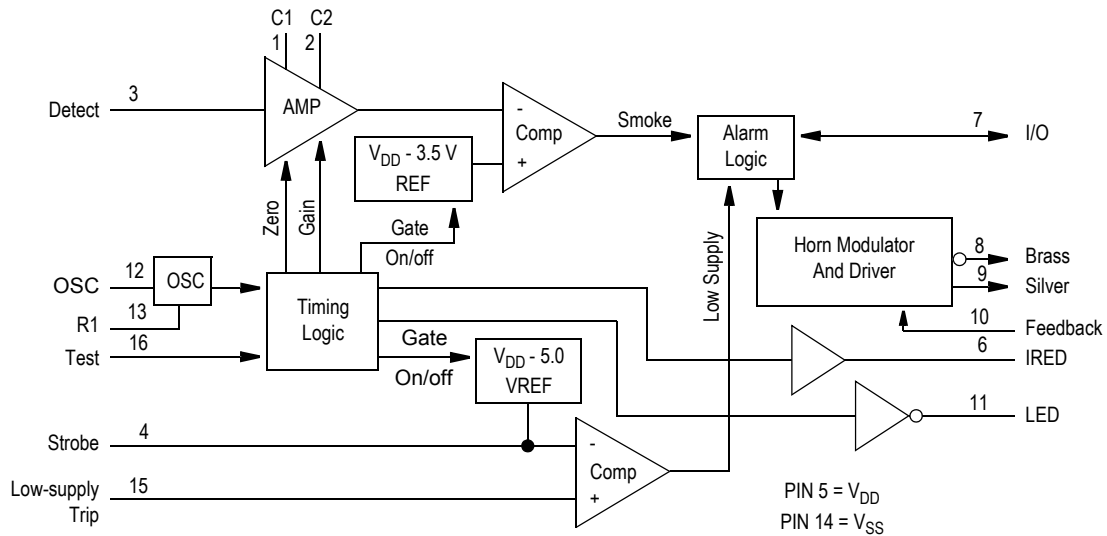 C1
C2
1
2
Detect
3
AMP
-
Comp
+
Smoke
Alarm
Logic
7
I/O
VDD - 3.5 V
REF
Zero
Gain
Gate
On/off
Low Supply
Horn Modulator
And Driver
8
Brass
9
Silver
10
Feedback
6
IRED
OSC
12
OSC
R1
13
Test
16
Timing
Logic
Gate
On/off
VDD - 5.0
VREF
11
LED
Strobe
4
-
Comp
+
Low-supply
Trip
15
PIN 5 = VDD
PIN 14 = VSS